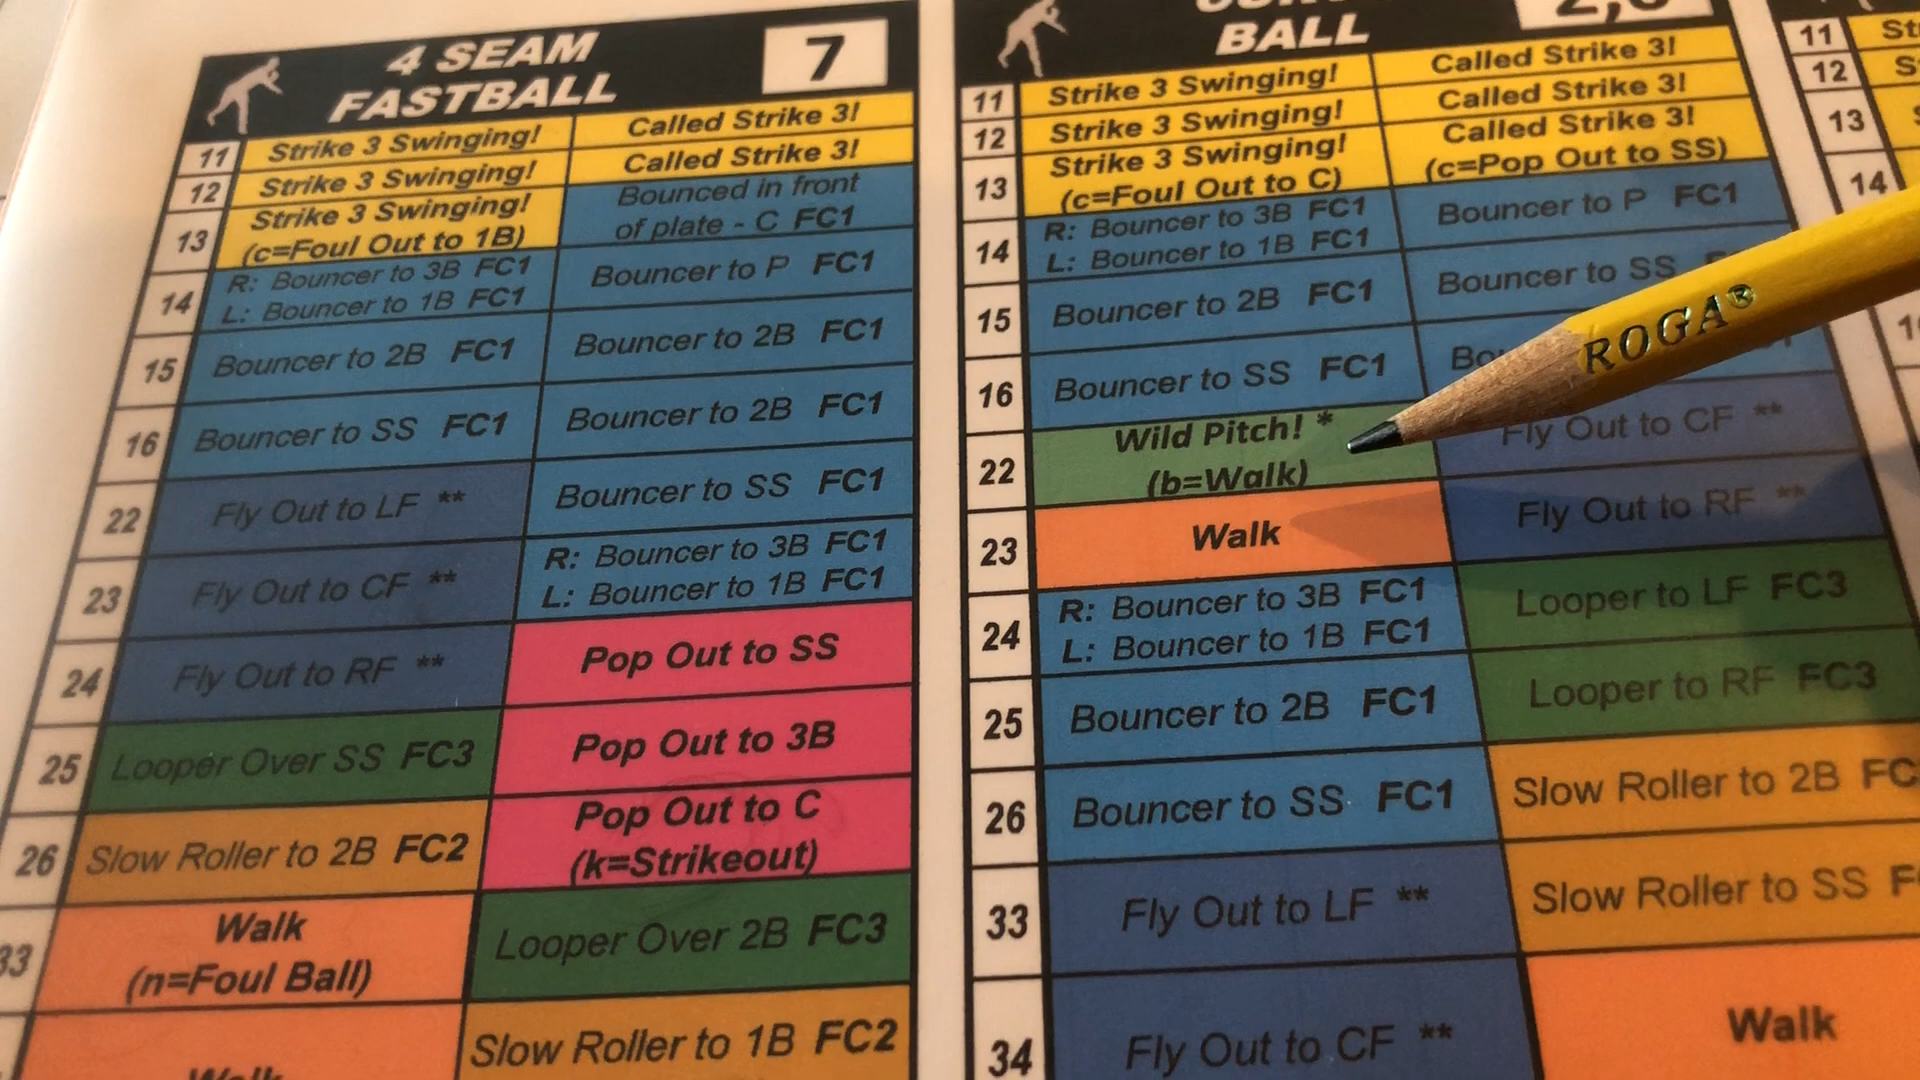 4 SEAM
FASTBALL
7
11 Strike 3 Swinging! Called Strike 3!
12 Strike 3 Swinging! Called Strike 3!
13 Strike 3 Swinging! Bounced in front
(c=Foul Out to 1B) of plate - C FC1
14 R: Bouncer to 3B FC1 Bouncer to P FC1
L: Bouncer to 1B FC1
15 Bouncer to 2B FC1 Bouncer to 2B FC1
16 Bouncer to SS FC1 Bouncer to 2B FC1
22 Fly Out to LF ** Bouncer to SS FC1
23 Fly Out to CF ** R: Bouncer to 3B FC1
L: Bouncer to 1B FC1
24 Fly Out to RF ** Pop Out to SS
25 Looper Over SS FC3 Pop Out to 3B
26 Slow Roller to 2B FC2 Pop Out to C
(k=Strikeout)
33 Walk Looper Over 2B FC3
(n=Foul Ball)
Walk Slow Roller to 1B FC2
BALL
11 Strike 3 Swinging! Called Strike 3!
12 Strike 3 Swinging! Called Strike 3!
13 Strike 3 Swinging! Called Strike 3!
(c=Foul Out to C) (c=Pop Out to SS)
14 R: Bouncer to 3B FC1 Bouncer to P FC1
L: Bouncer to 1B FC1
15 Bouncer to 2B FC1 Bouncer to SS
16 Bouncer to SS FC1
22 Wild Pitch! * Fly Out to CF **
(b=Walk)
23 Walk Fly Out to RF **
24 R: Bouncer to 3B FC1 Looper to LF FC3
L: Bouncer to 1B FC1
25 Bouncer to 2B FC1 Looper to RF FC3
26 Bouncer to SS FC1 Slow Roller to 2B FC
33 Fly Out to LF ** Slow Roller to SS
34 Fly Out to CF ** Walk
ROGA®
11 St
12 S
13
14